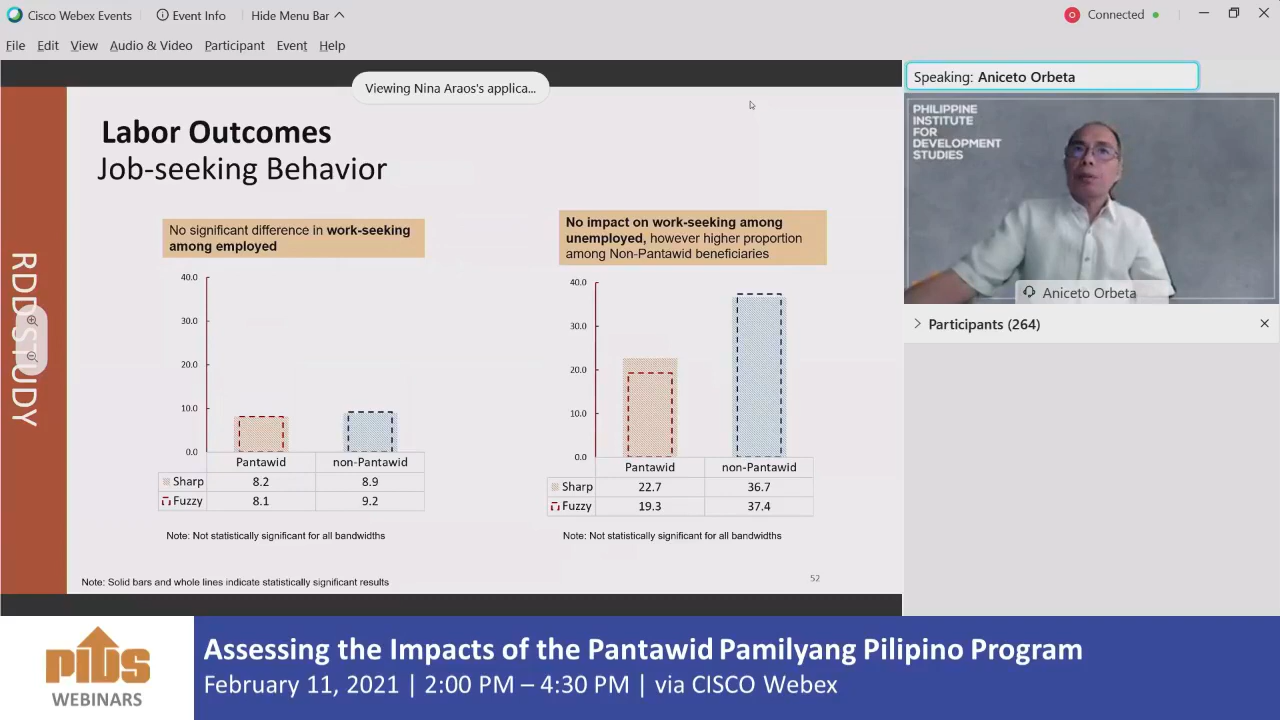 Cisco Webex Events
Event Info
Hide Menu Bar
Connected
File Edit View Audio & Video Participant Event Help
Viewing Nina Araos's applica...
Labor Outcomes
Job-seeking Behavior
RDD STUDY
No significant difference in work-seeking
among employed
40.0
30.0
20.0
10.0
0.0
Pantawid non-Pantawid
Sharp 8.2 8.9
Fuzzy 8.1 9.2
Note: Not statistically significant for all bandwidths
No impact on work-seeking among
unemployed, however higher proportion
among Non-Pantawid beneficiaries
40.0
30.0
20.0
10.0
0.0
Pantawid non-Pantawid
Sharp 22.7 36.7
Fuzzy 19.3 37.4
Note: Not statistically significant for all bandwidths
Note: Solid bars and whole lines indicate statistically significant results
52
Speaking: Aniceto Orbeta
PHILIPPINE
INSTITUTE
FOR
DEVELOPMENT
STUDIES
Aniceto Orbeta
Participants (264)
PIDS
WEBINARS
Assessing the Impacts of the Pantawid Pamilyang Pilipino Program
February 11, 2021 | 2:00 PM – 4:30 PM | via CISCO Webex